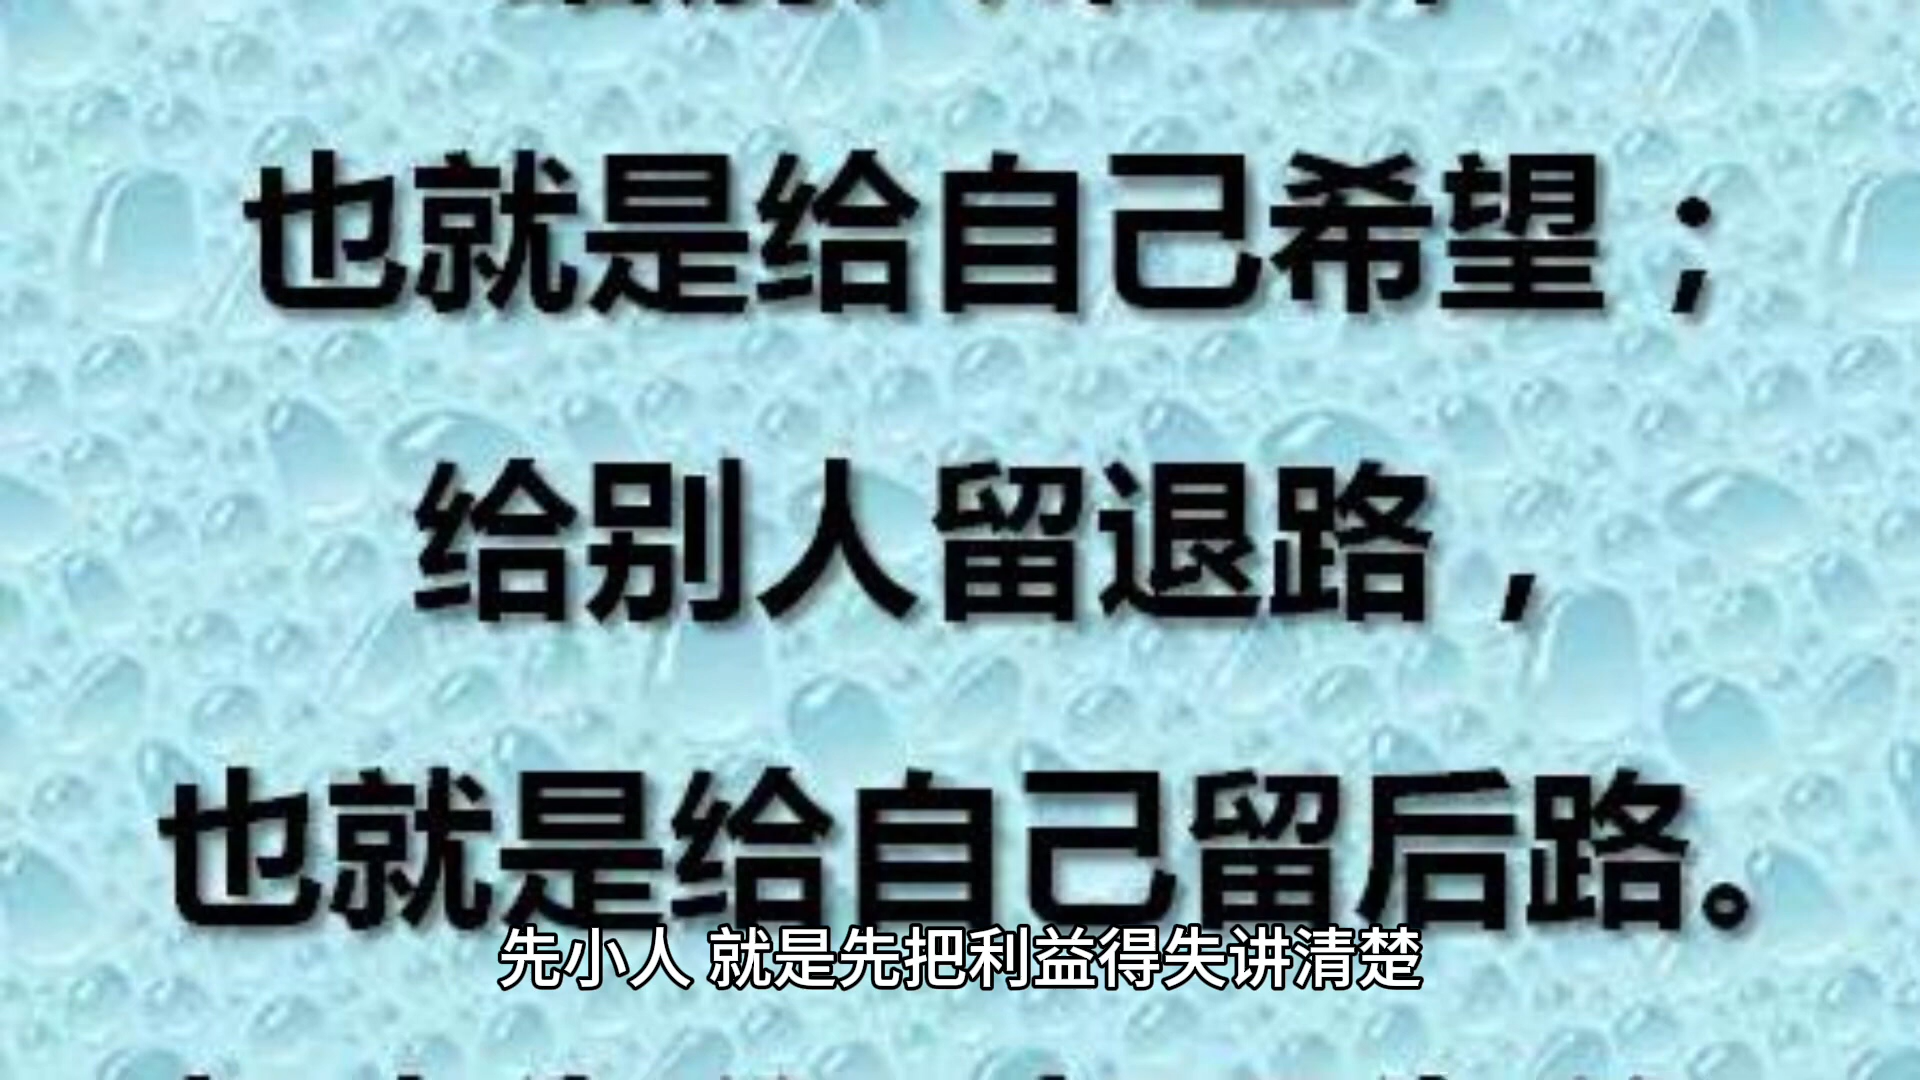 也就是给自己希望；
给别人留退路，
也就是给自己留后路。
先小人 就是先把利益得失讲清楚